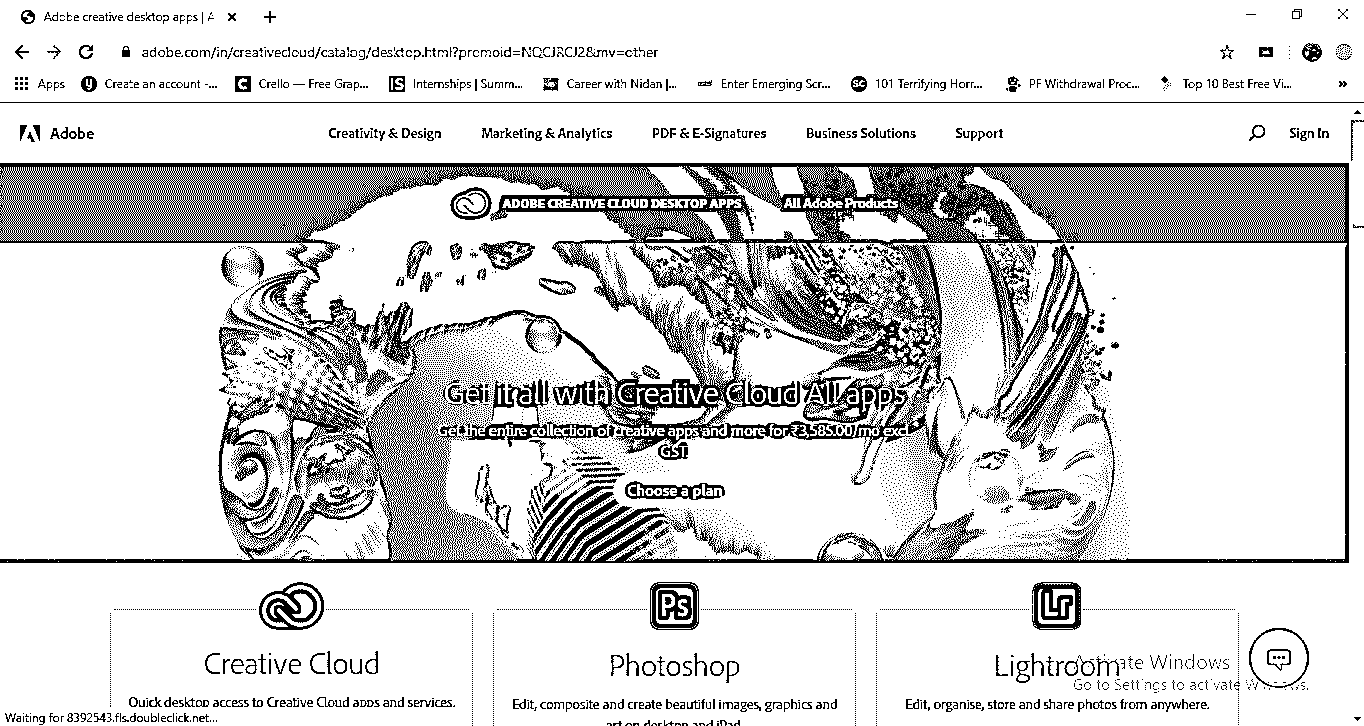 Adobe creative desktop apps | A
adobe.com/in/creativecloud/catalog/desktop.html?promoid=NQCJRCJ2&mv=other
Apps Create an account -... Crello — Free Grap... Internships | Summ... Career with Nidan |... Enter Emerging Scr... 101 Terrifying Horr... PF Withdrawal Proc... Top 10 Best Free Vi... »
Adobe Creativity & Design Marketing & Analytics PDF & E-Signatures Business Solutions Support Sign In
ADOBE CREATIVE CLOUD DESKTOP APPS All Adobe Products
Get it all with Creative Cloud All apps
Get the entire collection of creative apps and more for ₹3,585.00/mo excl.
GST
Choose a plan
Ps Lr
Creative Cloud Photoshop Lightroom
Activate Windows
Go to Settings to activate Windows.
Quick desktop access to Creative Cloud apps and services. Edit, composite and create beautiful images, graphics and Edit, organise, store and share photos from anywhere.
art on desktop and iPad.
Waiting for 8392543.fls.doubleclick.net...